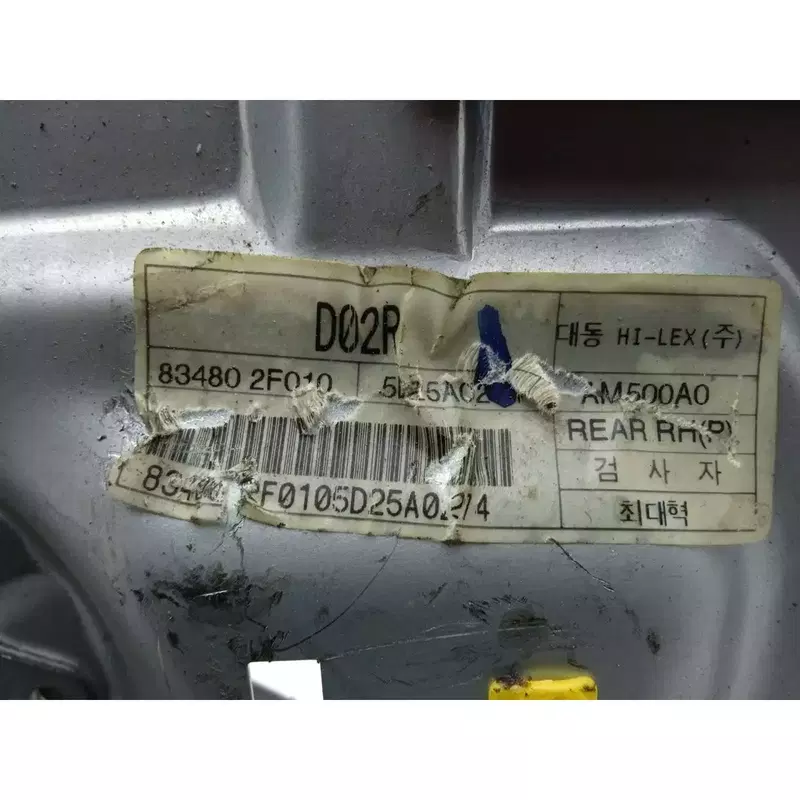 D02R
대동 HI-LEX(주)
83480 2F010
AM500A0
REAR RH(P)
검 사 자
최대혁